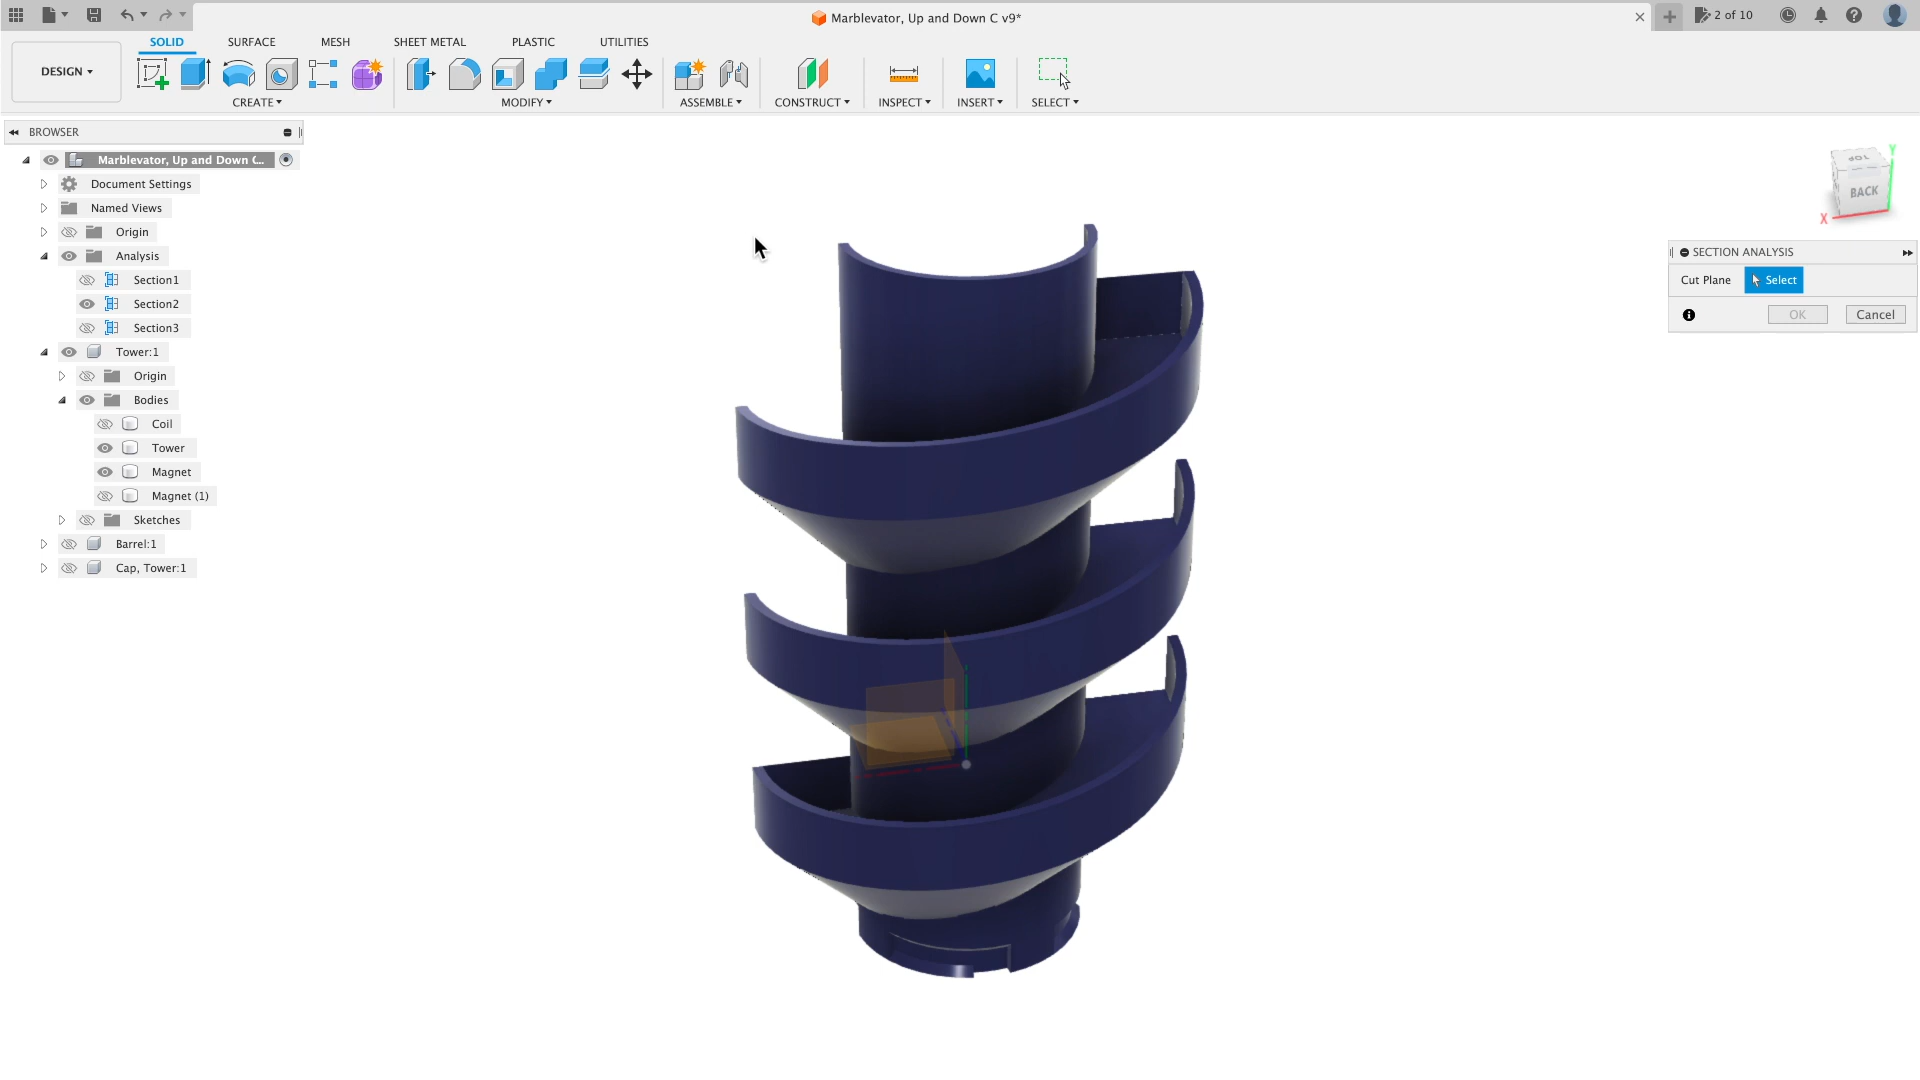 Marblevator, Up and Down C v9*
2 of 10
DESIGN
SOLID
SURFACE
MESH
SHEET METAL
PLASTIC
UTILITIES
CREATE
MODIFY
ASSEMBLE
CONSTRUCT
INSPECT
INSERT
SELECT
BROWSER
Marblevator, Up and Down C...
Document Settings
Named Views
Origin
Analysis
Section1
Section2
Section3
Tower:1
Origin
Bodies
Coil
Tower
Magnet
Magnet (1)
Sketches
Barrel:1
Cap, Tower:1
TOP
BACK
Y
X
SECTION ANALYSIS
Cut Plane
Select
OK
Cancel